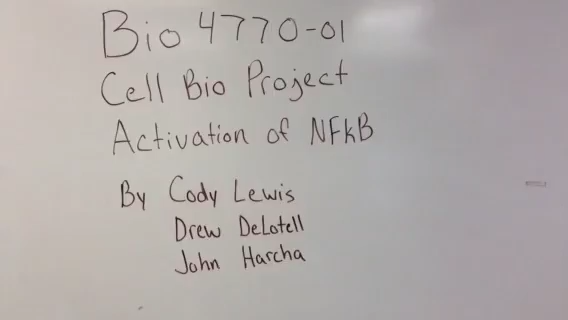 Bio 4770-01
Cell Bio Project
Activation of NFkB
By Cody Lewis
Drew DeLotell
John Harcha